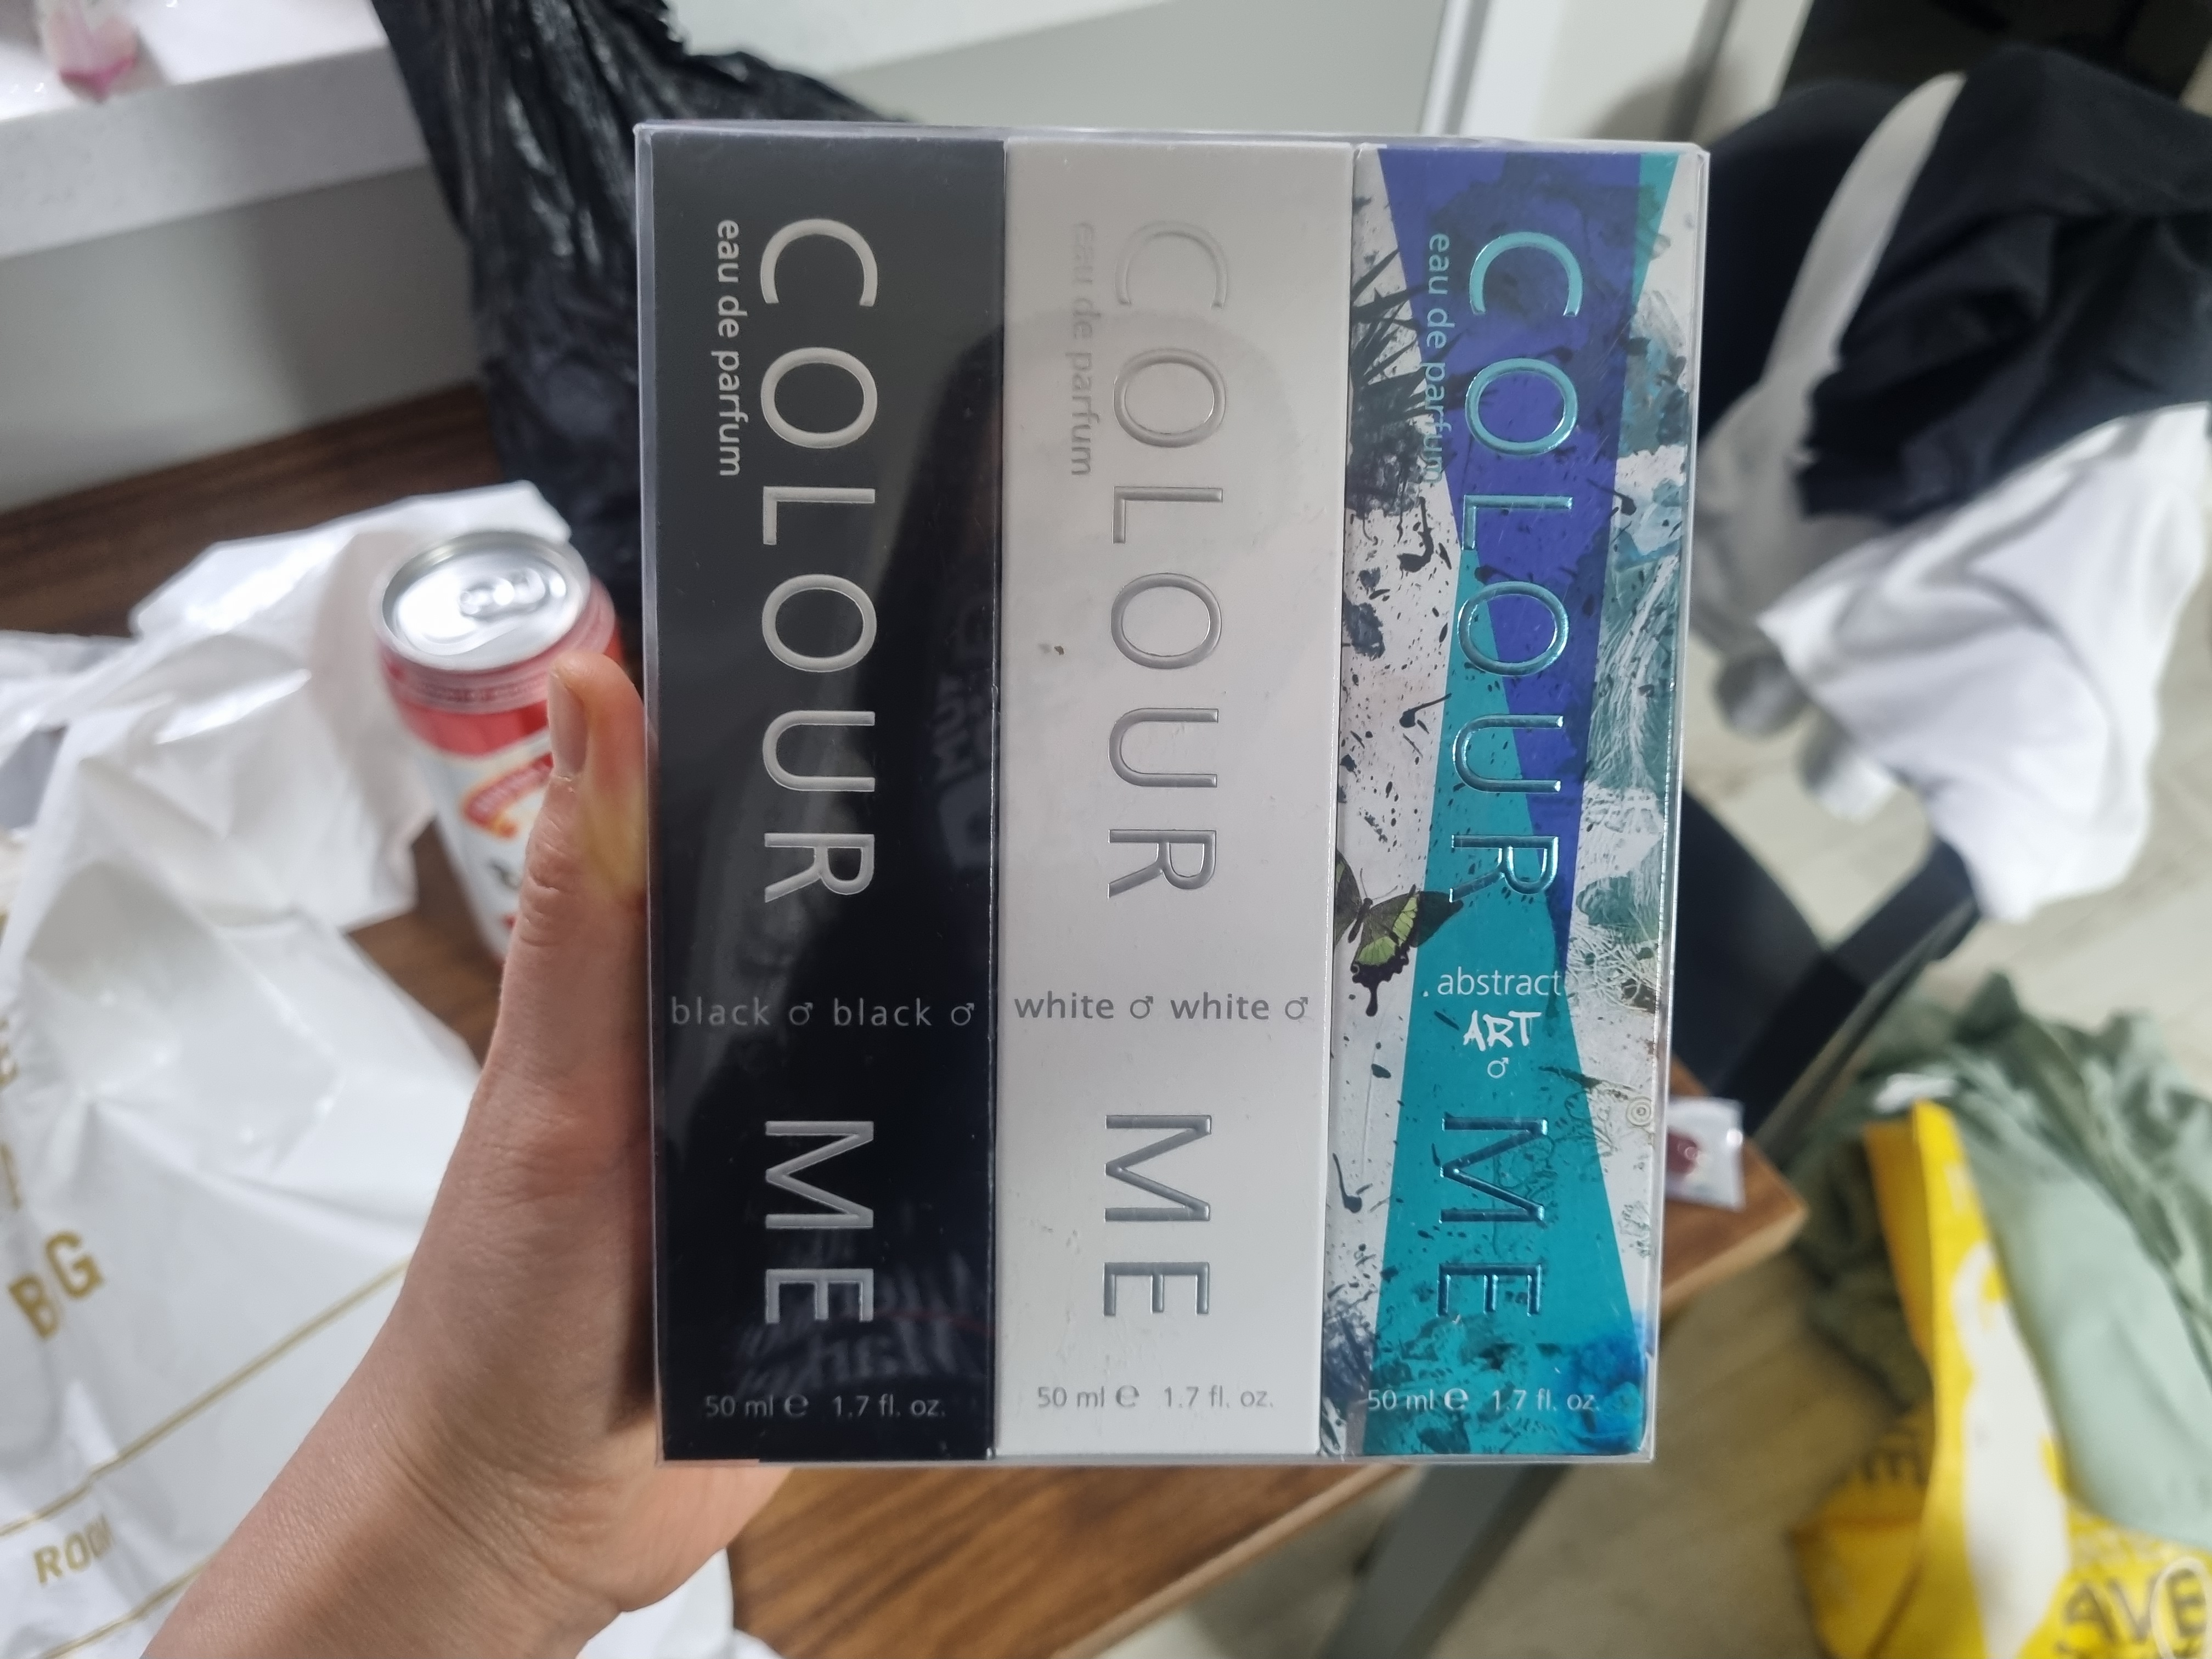 COLOUR ME
eau de parfum
black ♂ black ♂
50 ml ℮ 1.7 fl. oz.
COLOUR ME
eau de parfum
white ♂ white ♂
50 ml ℮ 1.7 fl. oz.
COLOUR ME
eau de parfum
abstract
ART
♂
50 ml ℮ 1.7 fl. oz.
BG